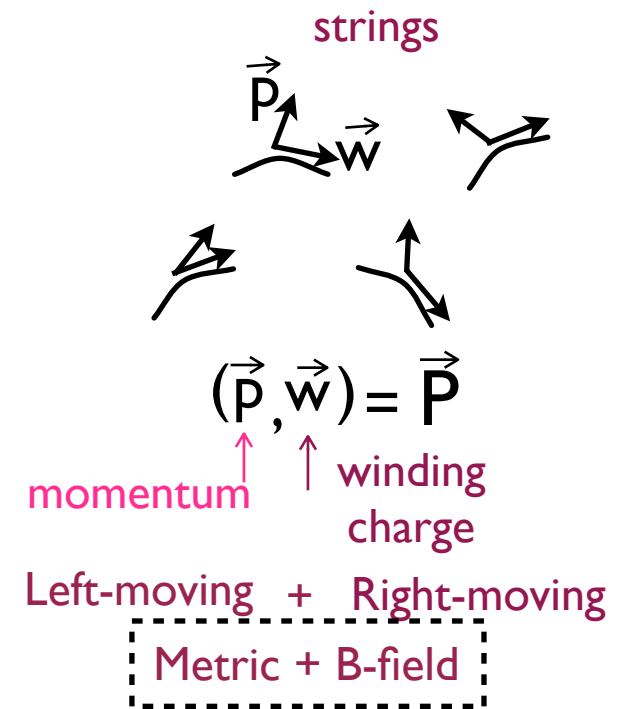 strings
p⃗
w⃗
(p⃗,w⃗) = P⃗
momentum
winding
charge
Left-moving + Right-moving
Metric + B-field